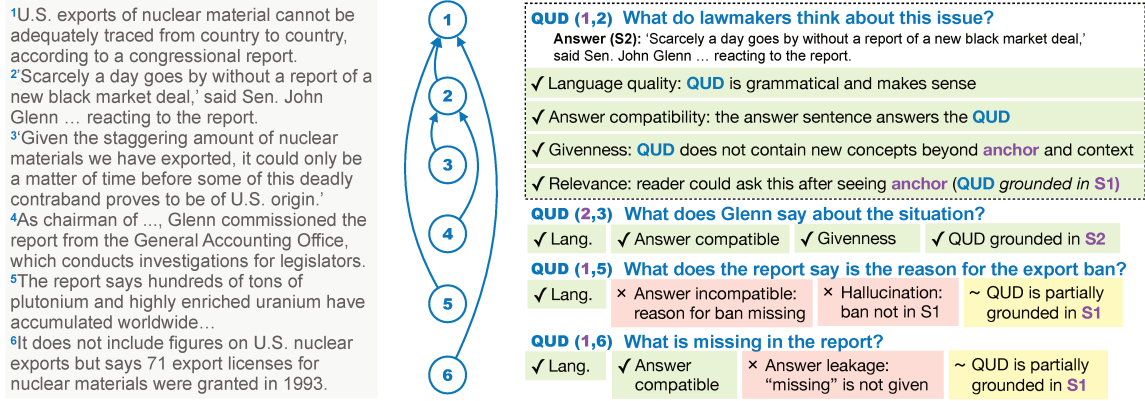 1U.S. exports of nuclear material cannot be
adequately traced from country to country,
according to a congressional report.
2'Scarcely a day goes by without a report of a
new black market deal,' said Sen. John
Glenn … reacting to the report.
3'Given the staggering amount of nuclear
materials we have exported, it could only be
a matter of time before some of this deadly
contraband proves to be of U.S. origin.'
4As chairman of ..., Glenn commissioned the
report from the General Accounting Office,
which conducts investigations for legislators.
5The report says hundreds of tons of
plutonium and highly enriched uranium have
accumulated worldwide…
6It does not include figures on U.S. nuclear
exports but says 71 export licenses for
nuclear materials were granted in 1993.
1
2
3
4
5
6
QUD (1,2) What do lawmakers think about this issue?
Answer (S2): 'Scarcely a day goes by without a report of a new black market deal,'
said Sen. John Glenn … reacting to the report.
✓ Language quality: QUD is grammatical and makes sense
✓ Answer compatibility: the answer sentence answers the QUD
✓ Givenness: QUD does not contain new concepts beyond anchor and context
✓ Relevance: reader could ask this after seeing anchor (QUD grounded in S1)
QUD (2,3) What does Glenn say about the situation?
✓ Lang. ✓ Answer compatible ✓ Givenness ✓ QUD grounded in S2
QUD (1,5) What does the report say is the reason for the export ban?
✓ Lang. × Answer incompatible: × Hallucination: ~ QUD is partially
reason for ban missing ban not in S1 grounded in S1
QUD (1,6) What is missing in the report?
✓ Lang. ✓ Answer × Answer leakage: ~ QUD is partially
compatible "missing" is not given grounded in S1